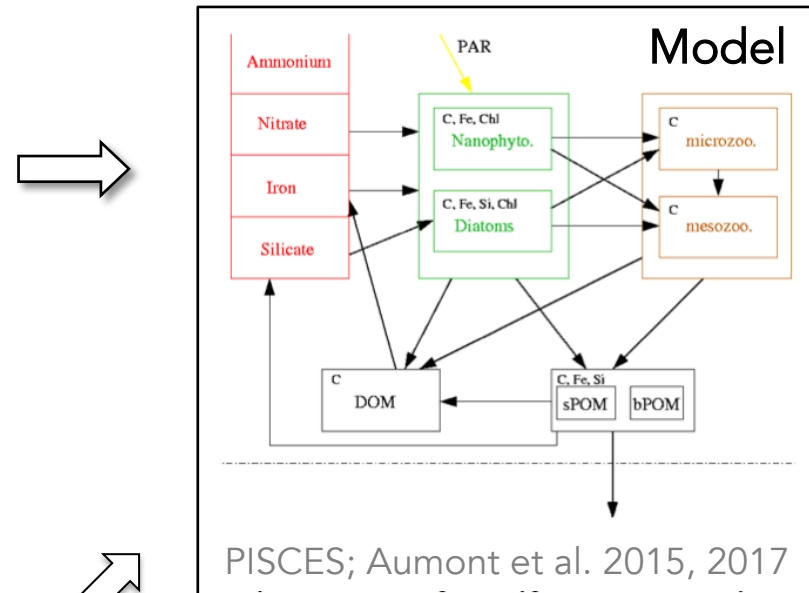 Model
PAR
Ammonium
Nitrate
Iron
Silicate
C, Fe, Chl
Nanophyto.
C, Fe, Si, Chl
Diatoms
C
microzoo.
C
mesozoo.
C
DOM
C, Fe, Si
sPOM
bPOM
PISCES; Aumont et al. 2015, 2017